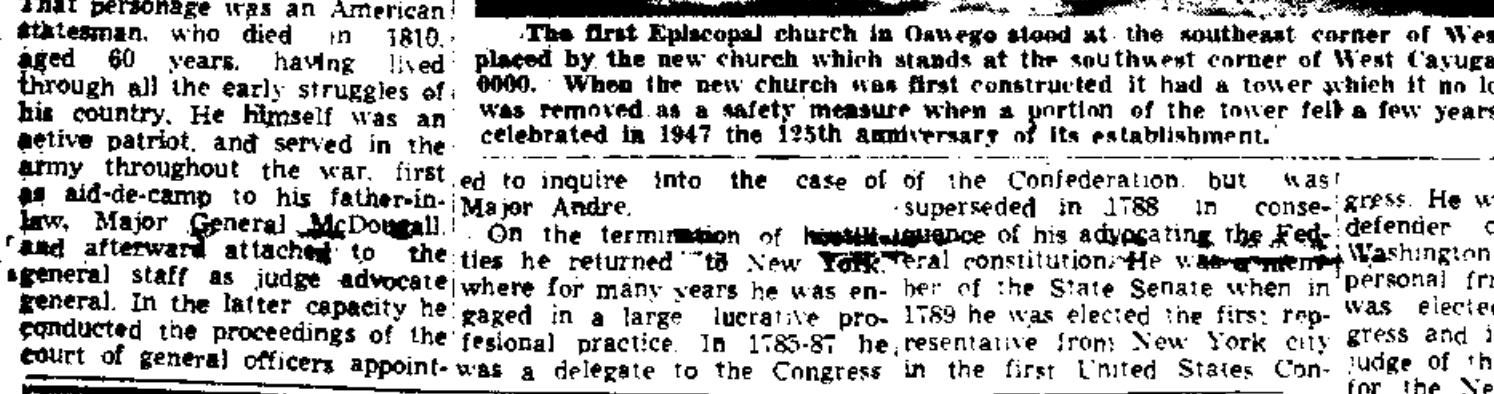 That personage was an American
statesman, who died in 1810,
aged 60 years, having lived
through all the early struggles of
his country. He himself was an
active patriot, and served in the
army throughout the war, first
as aid-de-camp to his father-in-
law, Major General McDougall,
and afterward attached to the
general staff as judge advocate
general. In the latter capacity he
conducted the proceedings of the
court of general officers appoint-
The first Episcopal church in Oswego stood at the southeast corner of Wes
placed by the new church which stands at the southwest corner of West Cayuga
0000. When the new church was first constructed it had a tower which it no lo
was removed as a safety measure when a portion of the tower fell a few years
celebrated in 1947 the 125th anniversary of its establishment.
ed to inquire into the case of
Major Andre.
On the termination of hostili-
ties he returned to New York,
where for many years he was en-
gaged in a large lucrative pro-
fesional practice. In 1785-87 he
was a delegate to the Congress
of the Confederation, but was
superseded in 1788 in conse-
quence of his advocating the Fed-
eral constitution. He was a mem-
ber of the State Senate when in
1789 he was elected the first rep-
resentative from New York city
in the first United States Con-
gress. He w
defender o
Washington
personal fri
was elected
gress and i
judge of th
for the Ne